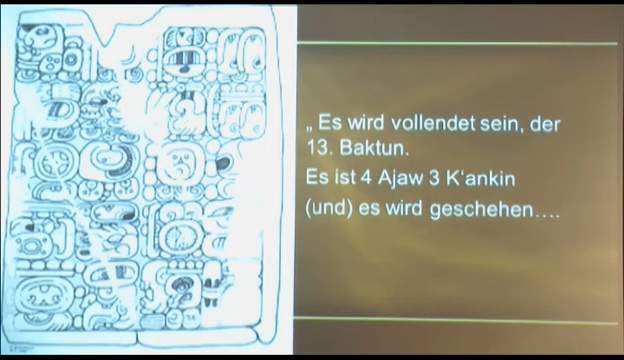 „ Es wird vollendet sein, der
13. Baktun.
Es ist 4 Ajaw 3 K‘ankin
(und) es wird geschehen….